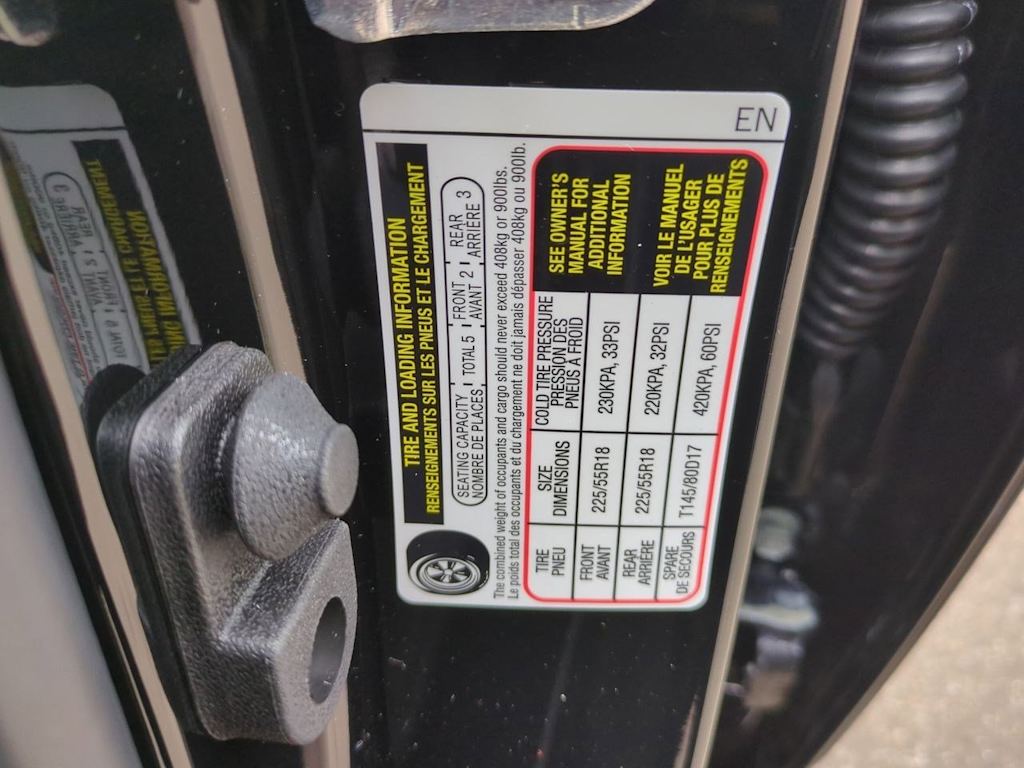 EN
TIRE AND LOADING INFORMATION
RENSEIGNEMENTS SUR LES PNEUS ET LE CHARGEMENT
SEATING CAPACITY TOTAL 5 FRONT 2 REAR 3
NOMBRE DE PLACES AVANT ARRIÈRE
The combined weight of occupants and cargo should never exceed 408kg or 900lbs.
Le poids total des occupants et du chargement ne doit jamais dépasser 408kg ou 900lb.
TIRE SIZE COLD TIRE PRESSURE
PNEU DIMENSIONS PRESSION DES
PNEUS A FROID
FRONT 225/55R18 230KPA, 33PSI
AVANT
REAR 225/55R18 220KPA, 32PSI
ARRIÈRE
SPARE T145/80D17 420KPA, 60PSI
DE SECOURS
SEE OWNER'S
MANUAL FOR
ADDITIONAL
INFORMATION
VOIR LE MANUEL
DE L'USAGER
POUR PLUS DE
RENSEIGNEMENTS